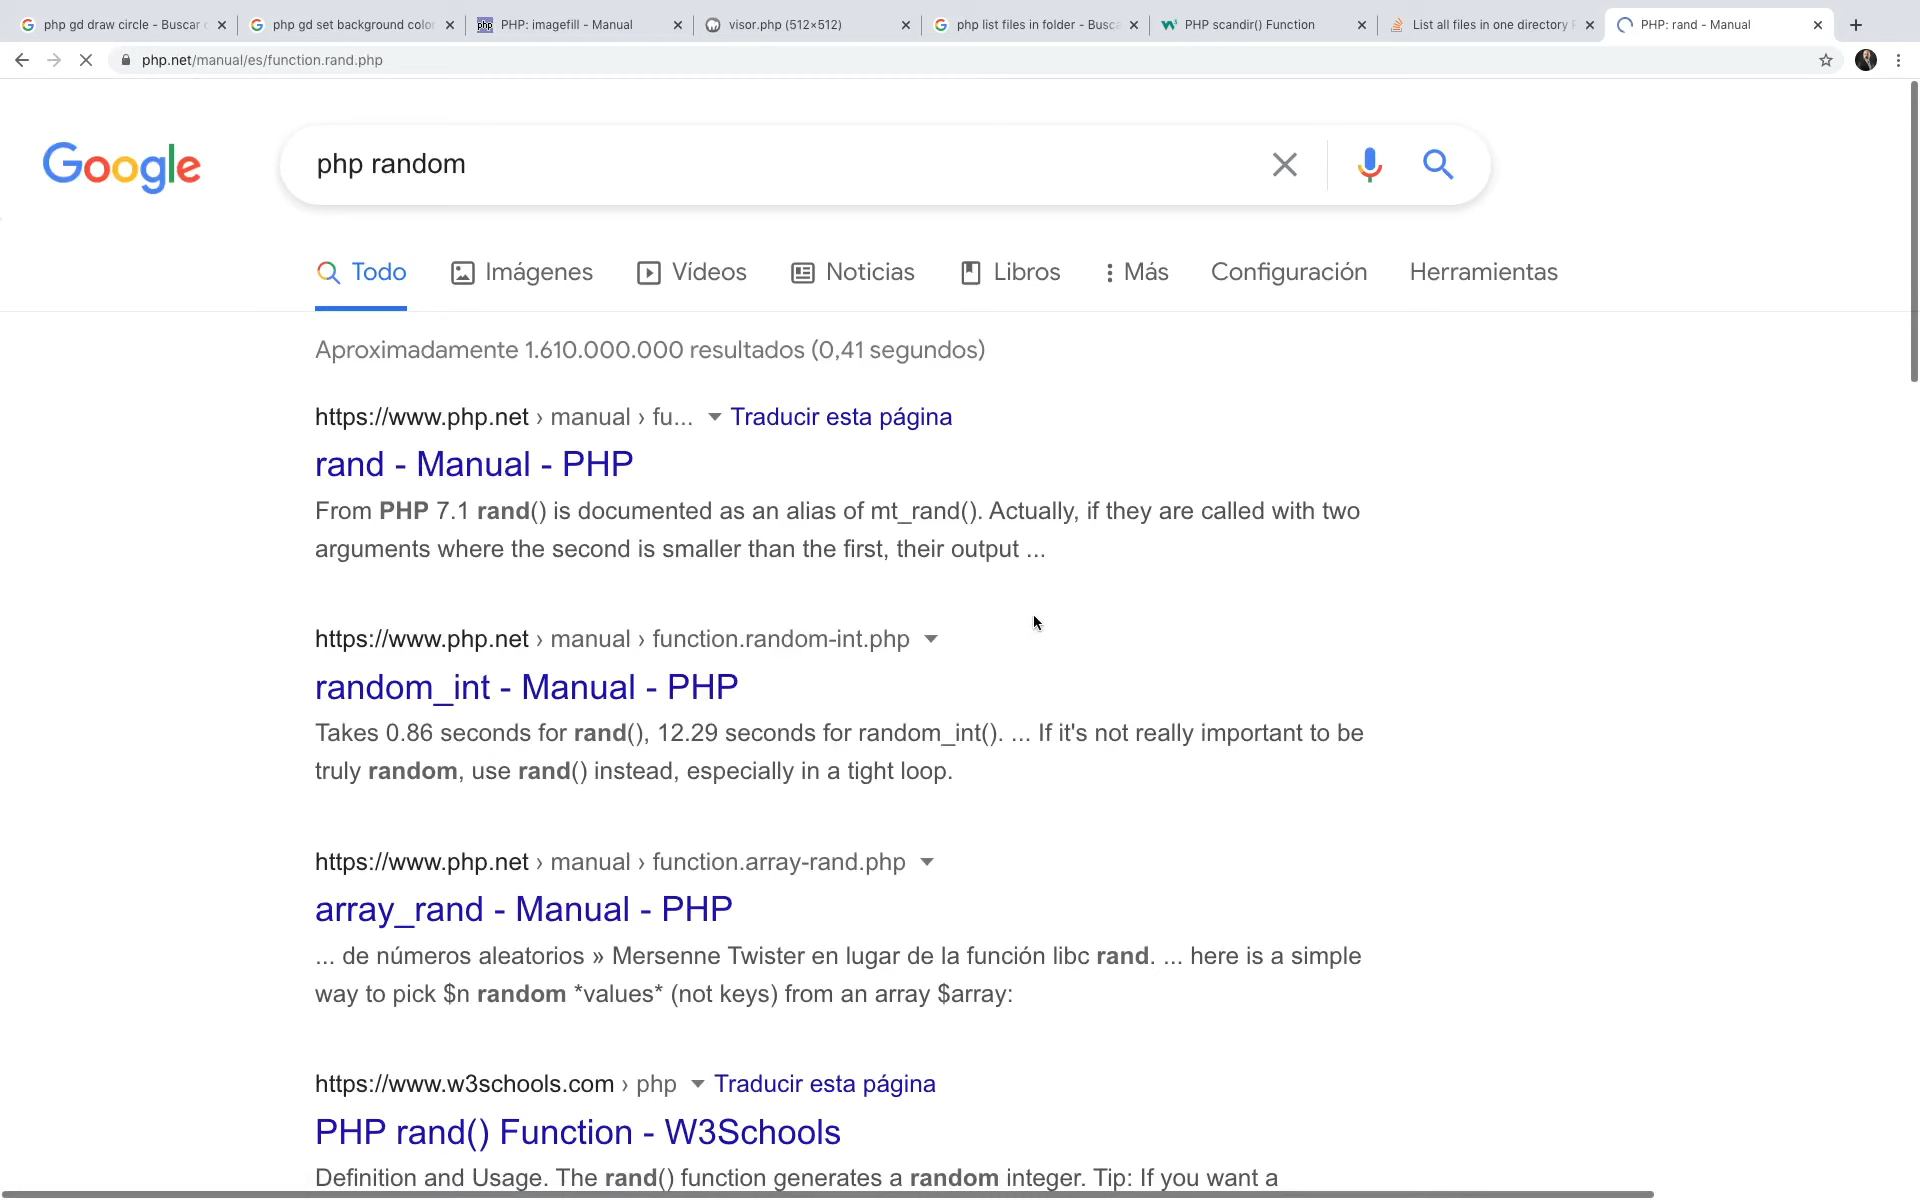 php gd draw circle - Buscar
php gd set background color
PHP: imagefill - Manual
visor.php (512×512)
php list files in folder - Busca
PHP scandir() Function
List all files in one directory
PHP: rand - Manual
php.net/manual/es/function.rand.php
Google
php random
Todo
Imágenes
Vídeos
Noticias
Libros
Más
Configuración
Herramientas
Aproximadamente 1.610.000.000 resultados (0,41 segundos)
https://www.php.net › manual › fu... Traducir esta página
rand - Manual - PHP
From PHP 7.1 rand() is documented as an alias of mt_rand(). Actually, if they are called with two
arguments where the second is smaller than the first, their output ...
https://www.php.net › manual › function.random-int.php
random_int - Manual - PHP
Takes 0.86 seconds for rand(), 12.29 seconds for random_int(). ... If it's not really important to be
truly random, use rand() instead, especially in a tight loop.
https://www.php.net › manual › function.array-rand.php
array_rand - Manual - PHP
... de números aleatorios » Mersenne Twister en lugar de la función libc rand. ... here is a simple
way to pick $n random *values* (not keys) from an array $array:
https://www.w3schools.com › php Traducir esta página
PHP rand() Function - W3Schools
Definition and Usage. The rand() function generates a random integer. Tip: If you want a